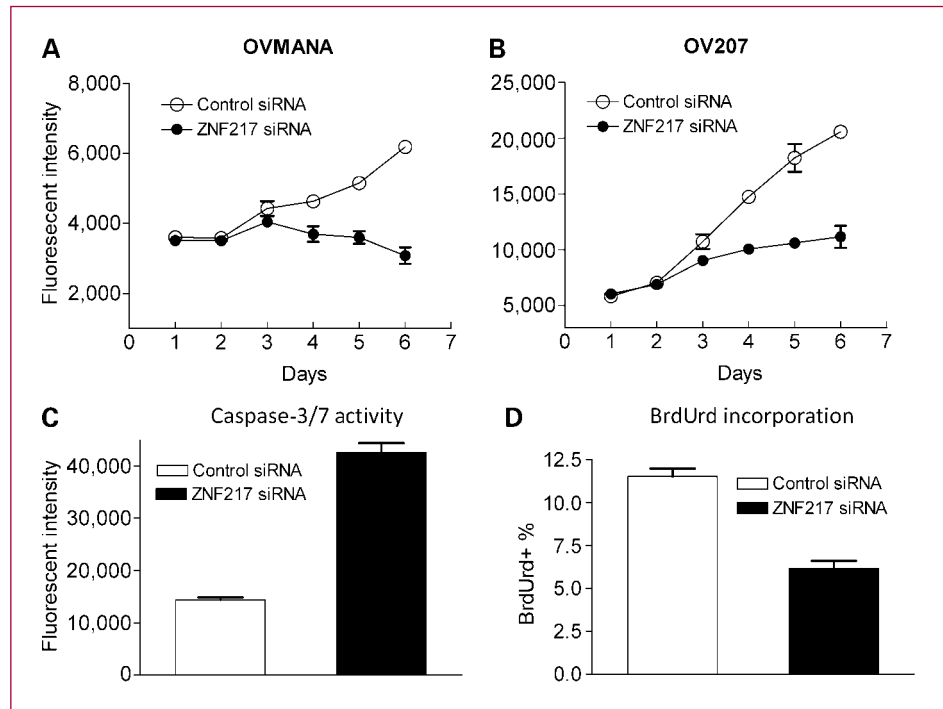 A
OVMANA
8,000
6,000
4,000
2,000
Fluoresecent intensity
Control siRNA
ZNF217 siRNA
0 1 2 3 4 5 6 7
Days
B
OV207
25,000
20,000
15,000
10,000
5,000
Control siRNA
ZNF217 siRNA
0 1 2 3 4 5 6 7
Days
C
Caspase-3/7 activity
40,000
30,000
20,000
10,000
0
Fluorescent intensity
Control siRNA
ZNF217 siRNA
D
BrdUrd incorporation
12.5
10.0
7.5
5.0
2.5
0.0
BrdUrd+ %
Control siRNA
ZNF217 siRNA